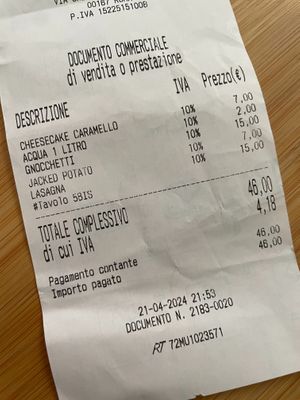 00187 ROMA
P.IVA 15225151008
DOCUMENTO COMMERCIALE
di vendita o prestazione
DESCRIZIONE IVA Prezzo(€)
CHEESECAKE CARAMELLO 10% 7,00
ACQUA 1 LITRO 10% 2,00
GNOCCHETTI 10% 15,00
JACKED POTATO 10% 7,00
LASAGNA 10% 15,00
#Tavolo 58IS
TOTALE COMPLESSIVO 46,00
di cui IVA 4,18
Pagamento contante 46,00
Importo pagato 46,00
21-04-2024 21:53
DOCUMENTO N. 2183-0020
RT 72MU1023571